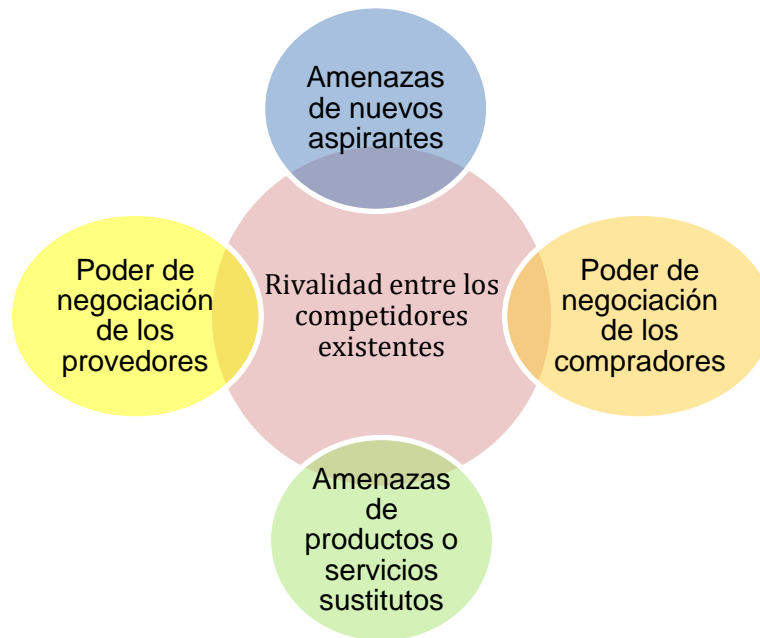 Amenazas
de nuevos
aspirantes
Poder de
negociación
de los
provedores
Rivalidad entre los
competidores
existentes
Poder de
negociación
de los
compradores
Amenazas
de
productos o
servicios
sustitutos